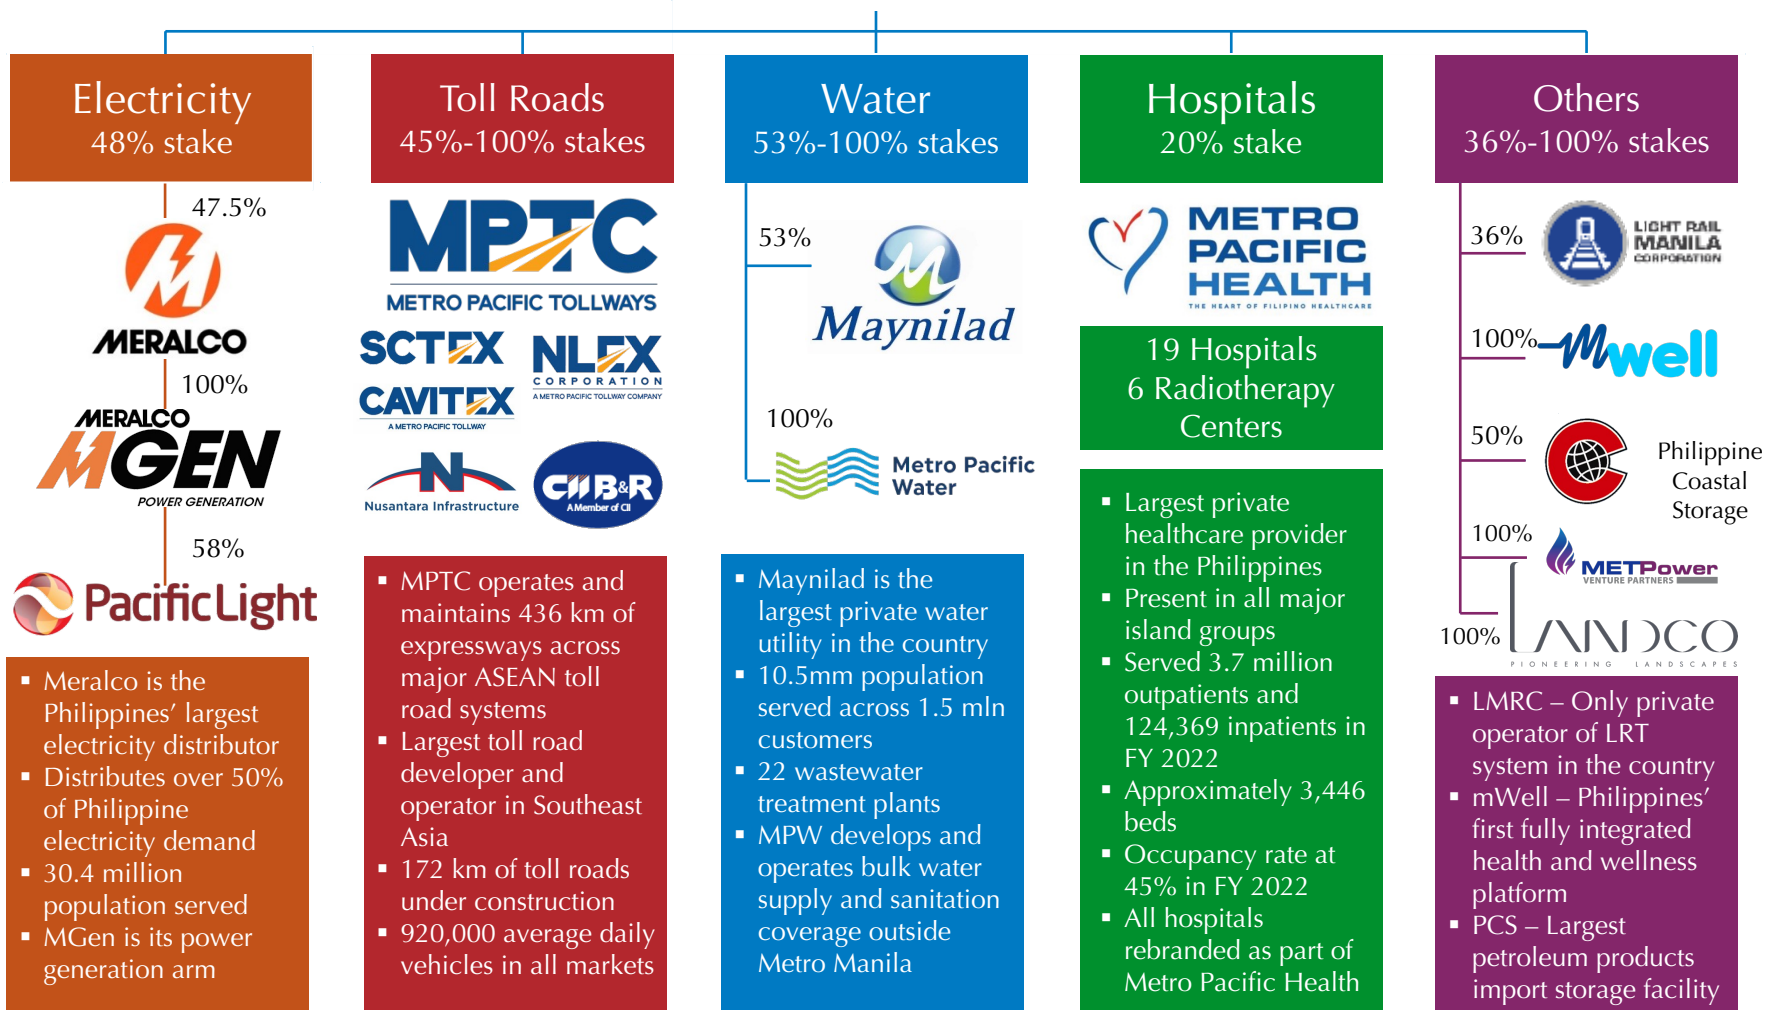 Electricity
48% stake
47.5%
MERALCO
100%
MERALCO
MGEN
POWER GENERATION
58%
PacificLight
▪ Meralco is the
Philippines’ largest
electricity distributor
▪ Distributes over 50%
of Philippine
electricity demand
▪ 30.4 million
population served
▪ MGen is its power
generation arm
Toll Roads
45%-100% stakes
MPTC
METRO PACIFIC TOLLWAYS
SCTEX
NLEX
CORPORATION
A METRO PACIFIC TOLLWAY COMPANY
CAVITEX
A METRO PACIFIC TOLLWAY
N
Nusantara Infrastructure
CII B&R
A Member of CII
▪ MPTC operates and
maintains 436 km of
expressways across
major ASEAN toll
road systems
▪ Largest toll road
developer and
operator in Southeast
Asia
▪ 172 km of toll roads
under construction
▪ 920,000 average daily
vehicles in all markets
Water
53%-100% stakes
53%
Maynilad
100%
Metro Pacific
Water
▪ Maynilad is the
largest private water
utility in the country
▪ 10.5mm population
served across 1.5 mln
customers
▪ 22 wastewater
treatment plants
▪ MPW develops and
operates bulk water
supply and sanitation
coverage outside
Metro Manila
Hospitals
20% stake
METRO
PACIFIC
HEALTH
THE HEART OF FILIPINO HEALTHCARE
19 Hospitals
6 Radiotherapy
Centers
▪ Largest private
healthcare provider
in the Philippines
▪ Present in all major
island groups
▪ Served 3.7 million
outpatients and
124,369 inpatients in
FY 2022
▪ Approximately 3,446
beds
▪ Occupancy rate at
45% in FY 2022
▪ All hospitals
rebranded as part of
Metro Pacific Health
Others
36%-100% stakes
36%
LIGHT RAIL
MANILA
CORPORATION
100%
mwell
50%
Philippine
Coastal
Storage
100%
METPower
VENTURE PARTNERS
100%
LANDCO
PIONEERING LANDSCAPES
▪ LMRC – Only private
operator of LRT
system in the country
▪ mWell – Philippines’
first fully integrated
health and wellness
platform
▪ PCS – Largest
petroleum products
import storage facility